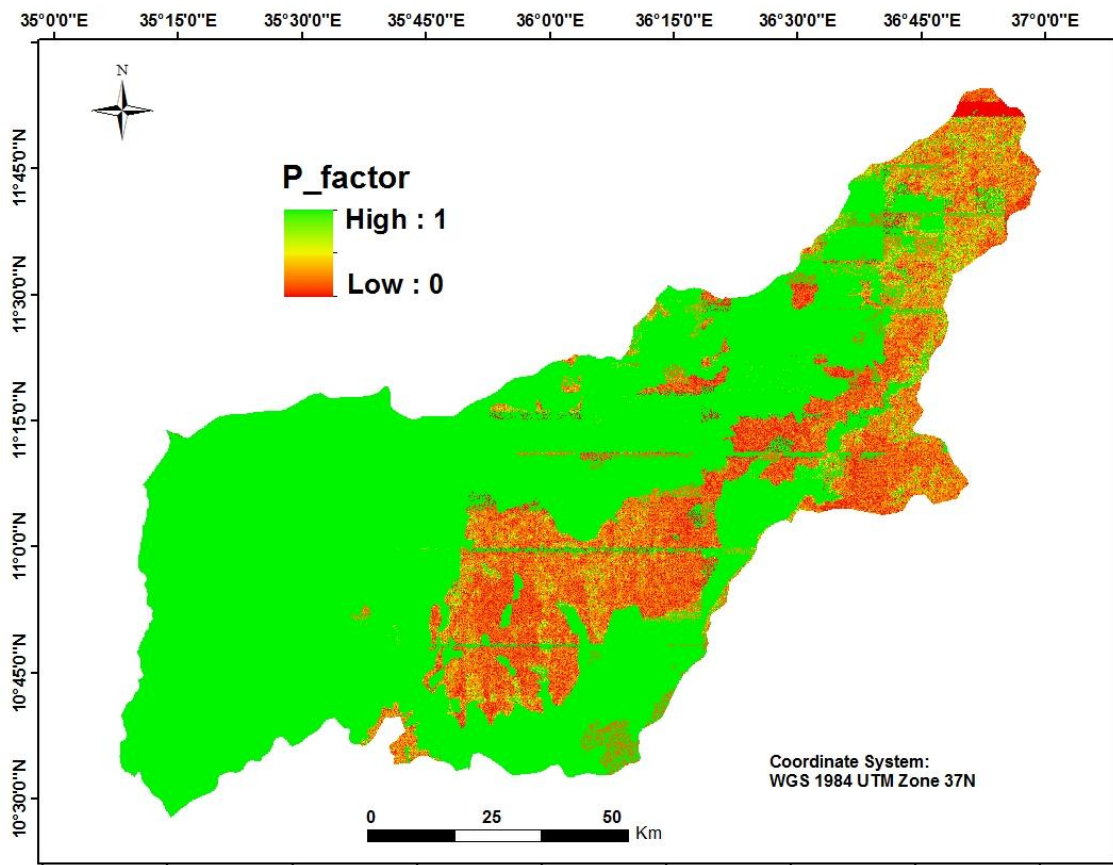 35°0'0"E 35°15'0"E 35°30'0"E 35°45'0"E 36°0'0"E 36°15'0"E 36°30'0"E 36°45'0"E 37°0'0"E
N
P_factor
High : 1
Low : 0
11°45'0"N
11°30'0"N
11°15'0"N
11°0'0"N
10°45'0"N
10°30'0"N
Coordinate System:
WGS 1984 UTM Zone 37N
0 25 50
Km